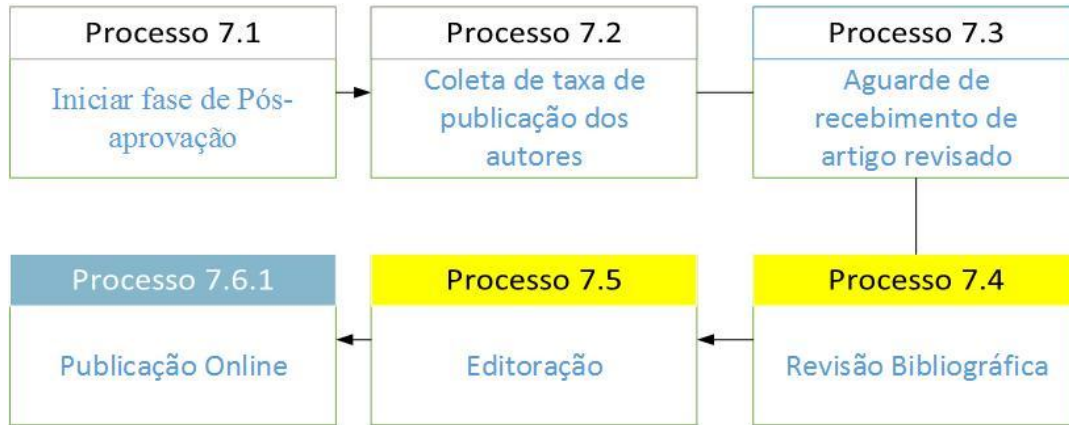 Processo 7.1
Iniciar fase de Pós-
aprovação
Processo 7.2
Coleta de taxa de
publicação dos
autores
Processo 7.3
Aguarde de
recebimento de
artigo revisado
Processo 7.4
Revisão Bibliográfica
Processo 7.5
Editoração
Processo 7.6.1
Publicação Online